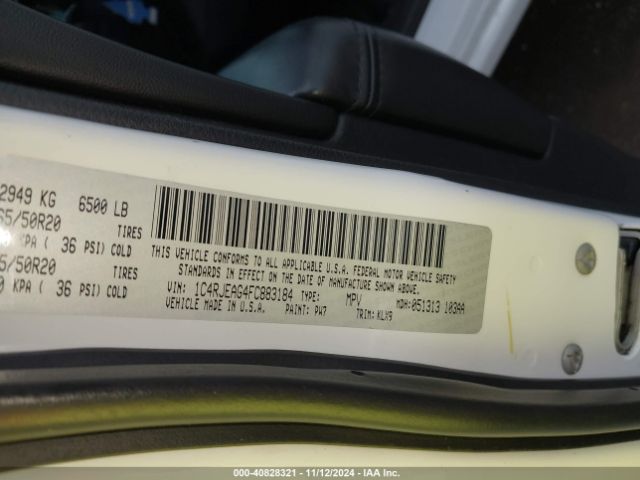 2949 KG 6500 LB
65/50R20 TIRES
KPA ( 36 PSI) COLD
5/50R20 TIRES
0 KPA ( 36 PSI) COLD
THIS VEHICLE CONFORMS TO ALL APPLICABLE U.S.A. FEDERAL MOTOR VEHICLE SAFETY
STANDARDS IN EFFECT ON THE DATE OF MANUFACTURE SHOWN ABOVE.
VIN: 1C4RJEAG4FC883184 TYPE: MPV MDH:051313 103AA
VEHICLE MADE IN U.S.A. PAINT: PW7 TRIM:KLX9
000-40828321 - 11/12/2024 - IAA Inc.